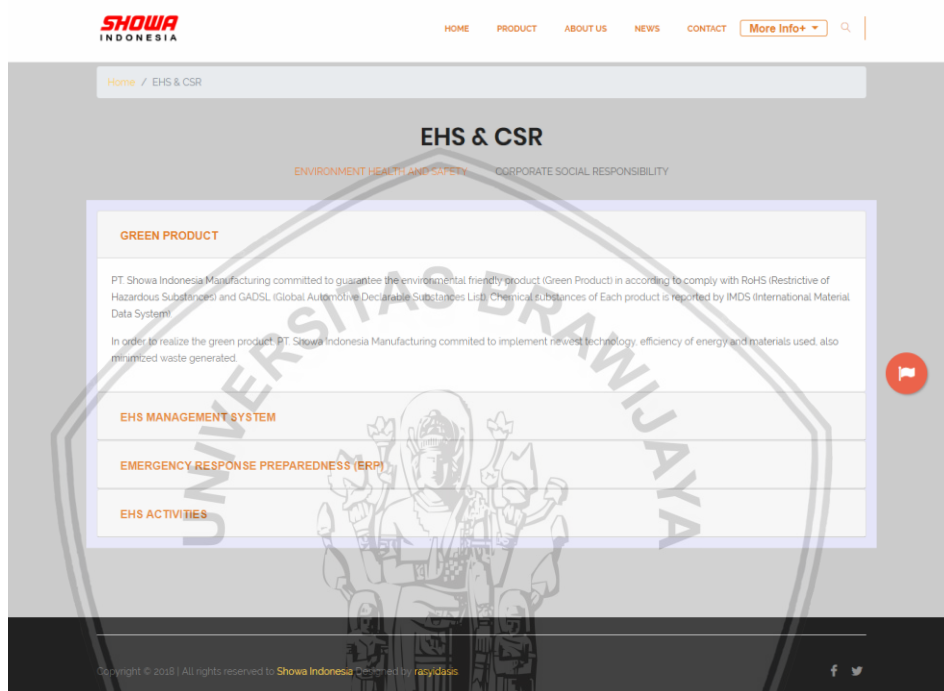 SHOWA
INDONESIA
HOME PRODUCT ABOUT US NEWS CONTACT More Info+
Home / EHS & CSR
EHS & CSR
ENVIRONMENT HEALTH AND SAFETY CORPORATE SOCIAL RESPONSIBILITY
GREEN PRODUCT
PT. Showa Indonesia Manufacturing committed to guarantee the environmental friendly product (Green Product) in according to comply with RoHS (Restrictive of
Hazardous Substances) and GADSL (Global Automotive Declarable Substances List). Chemical substances of Each product is reported by IMDS (International Material
Data System)
In order to realize the green product, PT. Showa Indonesia Manufacturing commited to implement newest technology, efficiency of energy and materials used, also
minimized waste generated.
EHS MANAGEMENT SYSTEM
EMERGENCY RESPONSE PREPAREDNESS (ERP)
EHS ACTIVITIES
UNIVERSITAS BRAWIJAYA
Copyright © 2018 | All rights reserved to Showa Indonesia Designed by rasyidasis